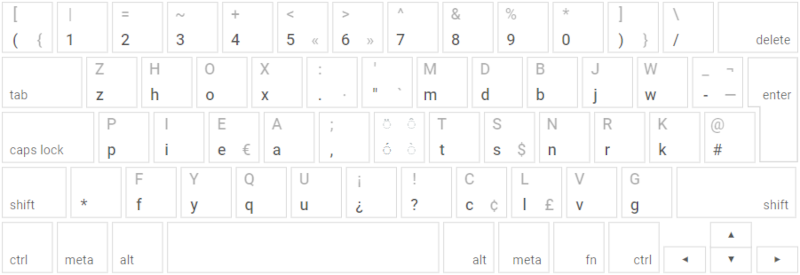 [ | = ~ + < > ^ & % * ] \
( { 1 2 3 4 5 « 6 » 7 8 9 0 ) } / delete
Z H O X : ' M D B J W _ ¬
tab z h o x . · " ` m d b j w - — enter
P I E A ; ̈ ̃ T S N R K @
caps lock p i e € a , ́ ̀ t s $ n r k #
F Y Q U ¡ ! C L V G
shift * f y q u ¿ ? c ¢ l £ v g shift
▲
ctrl meta alt alt meta fn ctrl ◄ ▼ ►